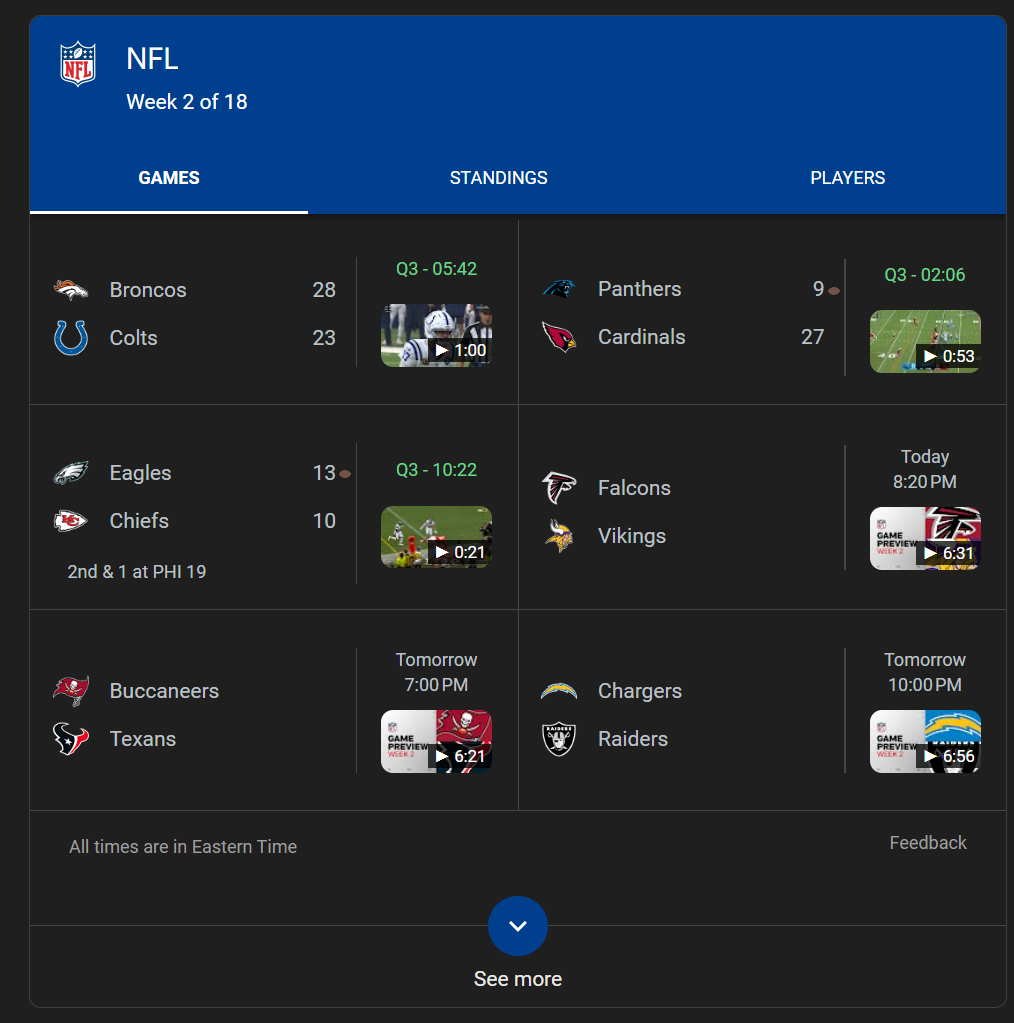 NFL
NFL
Week 2 of 18
GAMES
STANDINGS
PLAYERS
Broncos 28
Colts 23
Q3 - 05:42
1:00
Panthers 9
Cardinals 27
Q3 - 02:06
0:53
Eagles 13
Chiefs 10
2nd & 1 at PHI 19
Q3 - 10:22
0:21
Falcons
Vikings
Today
8:20 PM
GAME
PREVIEW
WEEK 2
6:31
Buccaneers
Texans
Tomorrow
7:00 PM
GAME
PREVIEW
WEEK 2
6:21
Chargers
Raiders
Tomorrow
10:00 PM
GAME
PREVIEW
WEEK 2
6:56
All times are in Eastern Time
Feedback
See more